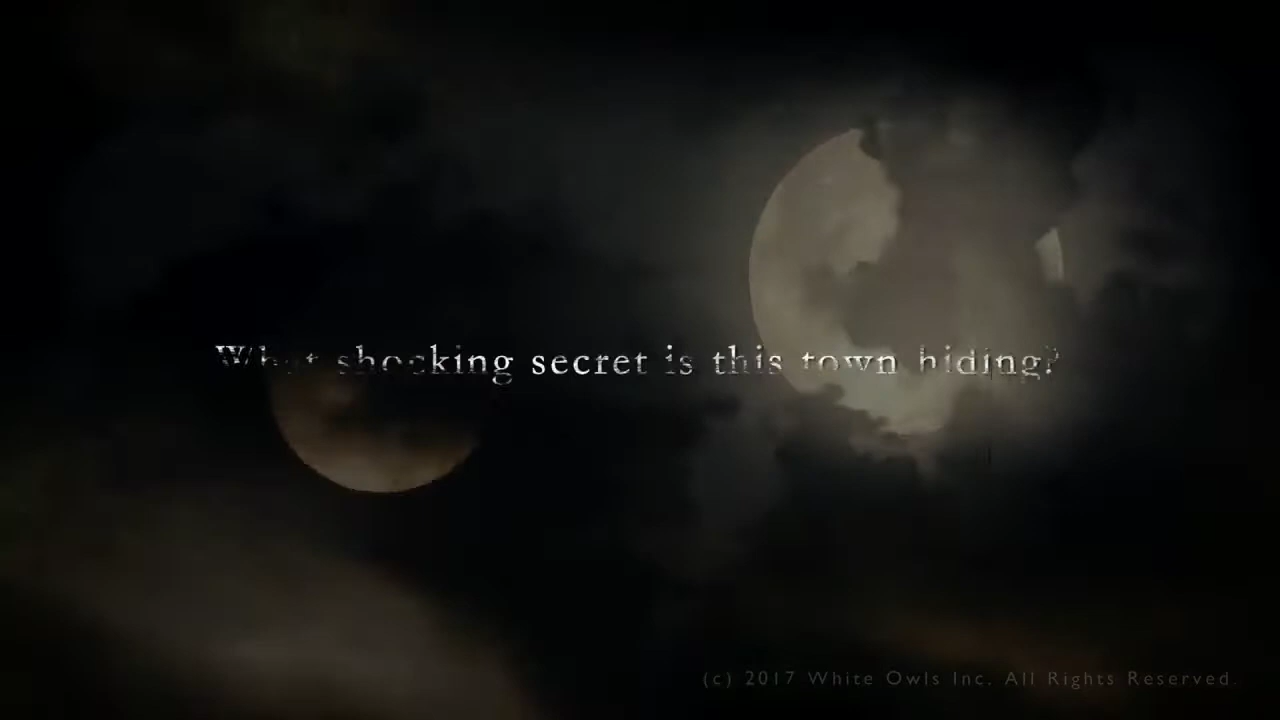 What shocking secret is this town hiding?
(c) 2017 White Owls Inc. All Rights Reserved.